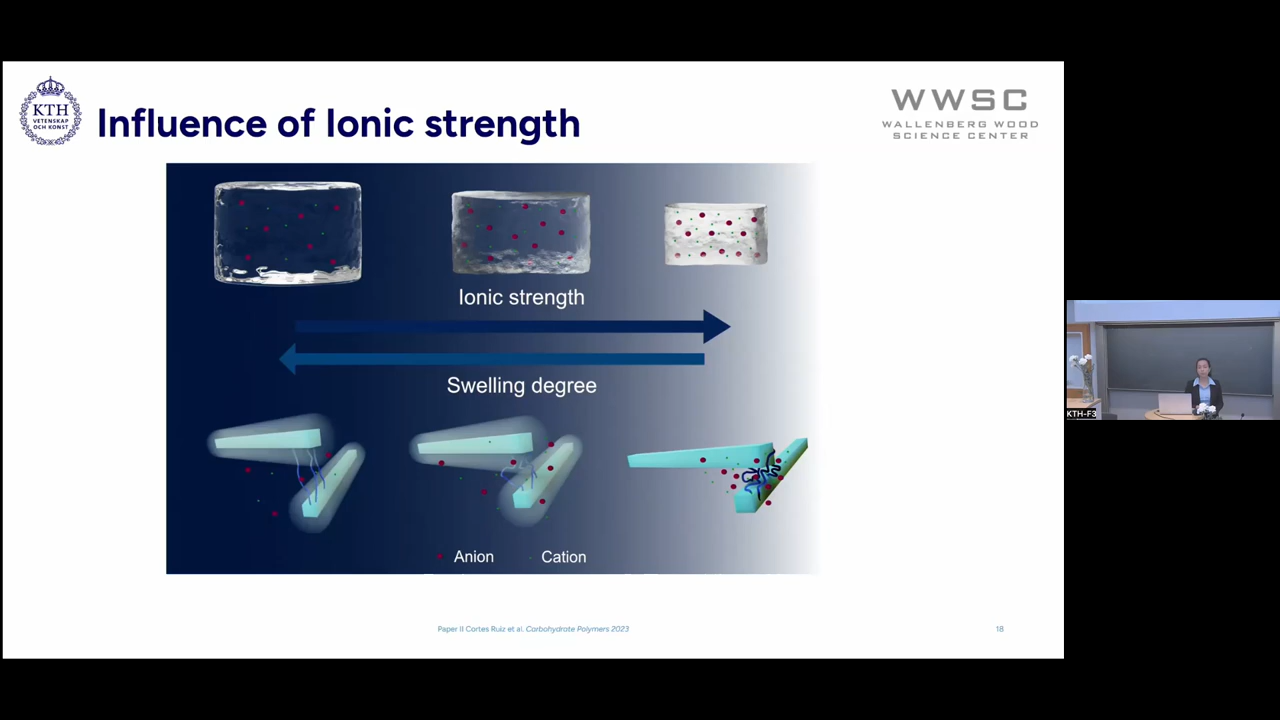 KTH
VETENSKAP
OCH KONST
Influence of Ionic strength
WWSC
WALLENBERG WOOD
SCIENCE CENTER
Ionic strength
Swelling degree
Anion
Cation
Paper II Cortes Ruiz et al. Carbohydrate Polymers 2023
18
KTH-F3